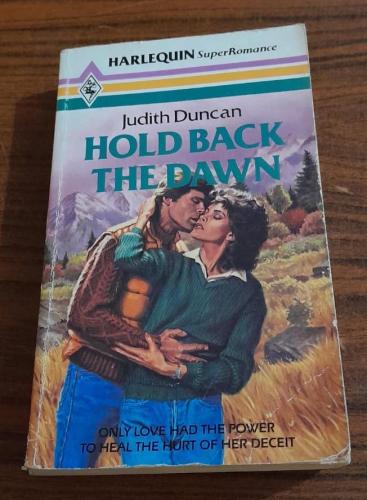 HARLEQUIN SuperRomance
Judith Duncan
HOLD BACK
THE DAWN
ONLY LOVE HAD THE POWER
TO HEAL THE HURT OF HER DECEIT